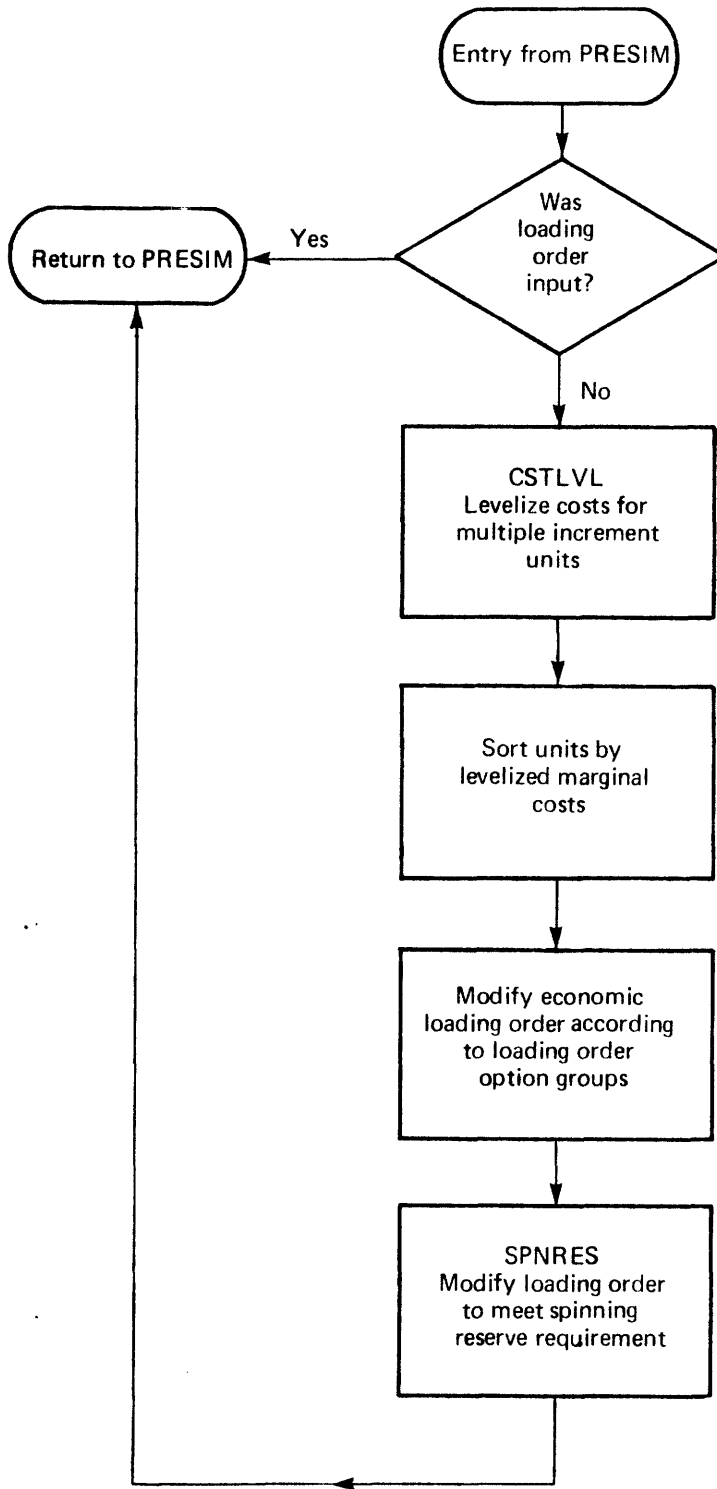 Entry from PRESIM
Was
loading
order
input?
Yes
Return to PRESIM
No
CSTLVL
Levelize costs for
multiple increment
units
Sort units by
levelized marginal
costs
Modify economic
loading order according
to loading order
option groups
SPNRES
Modify loading order
to meet spinning
reserve requirement